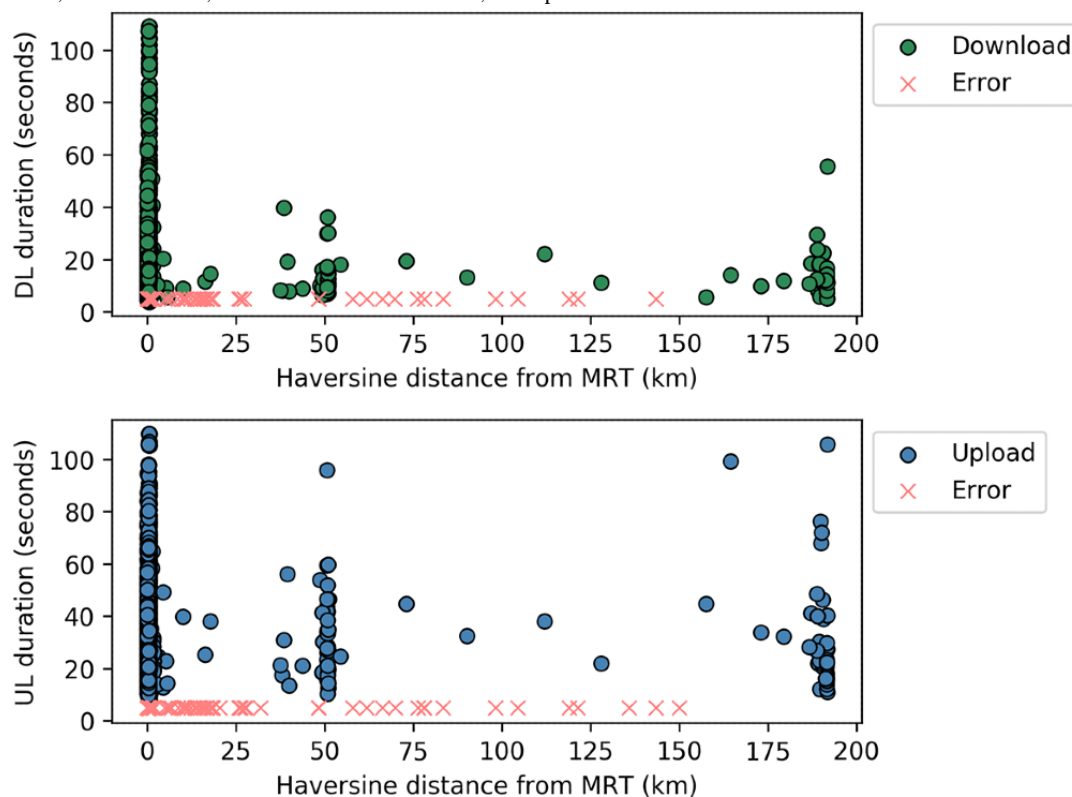 Download
Error
DL duration (seconds)
100
80
60
40
20
0
0 25 50 75 100 125 150 175 200
Haversine distance from MRT (km)
Upload
Error
UL duration (seconds)
100
80
60
40
20
0
0 25 50 75 100 125 150 175 200
Haversine distance from MRT (km)